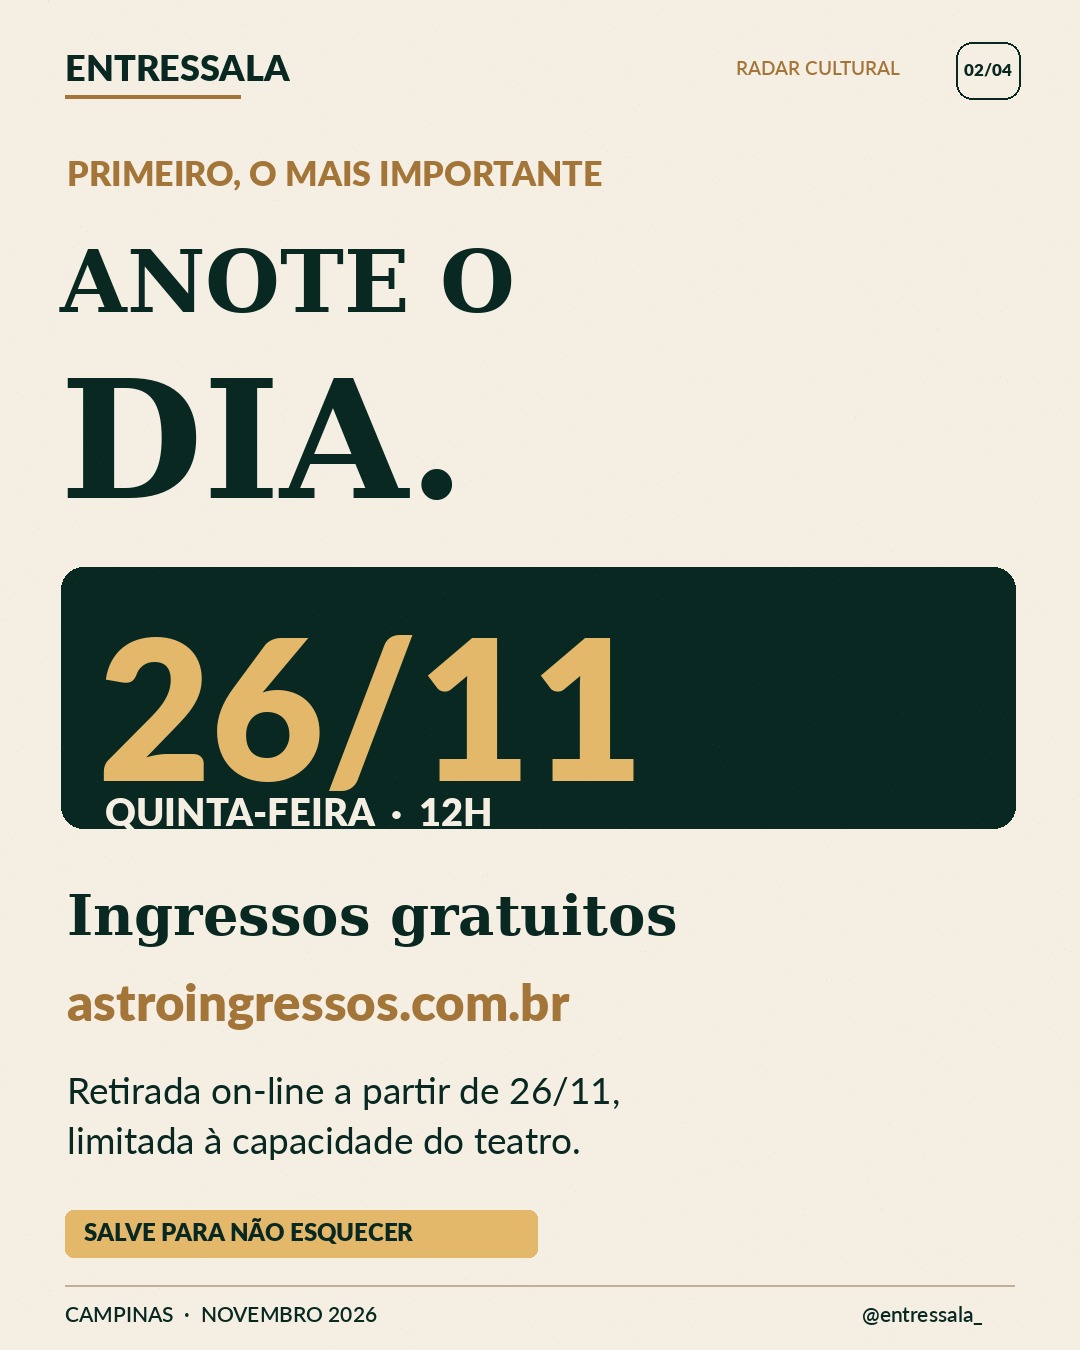 ENTRESSALA
RADAR CULTURAL
02/04
PRIMEIRO, O MAIS IMPORTANTE
ANOTE O
DIA.
26/11
QUINTA-FEIRA · 12H
Ingressos gratuitos
astroingressos.com.br
Retirada on-line a partir de 26/11,
limitada à capacidade do teatro.
SALVE PARA NÃO ESQUECER
CAMPINAS · NOVEMBRO 2026
@entressala_